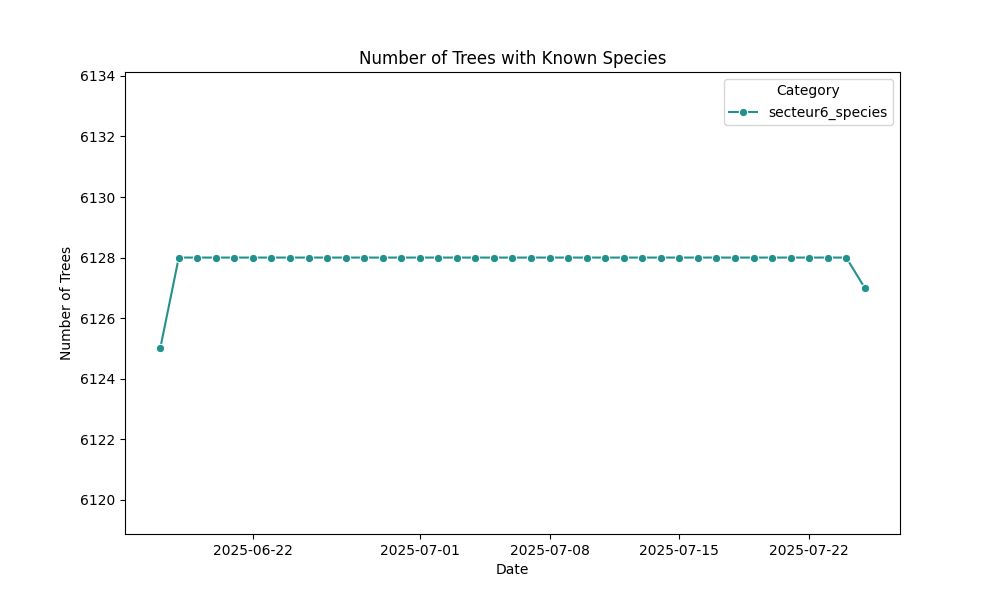 Number of Trees with Known Species
Category
secteur6_species
Number of Trees
6134
6132
6130
6128
6126
6124
6122
6120
2025-06-22
2025-07-01
2025-07-08
2025-07-15
2025-07-22
Date